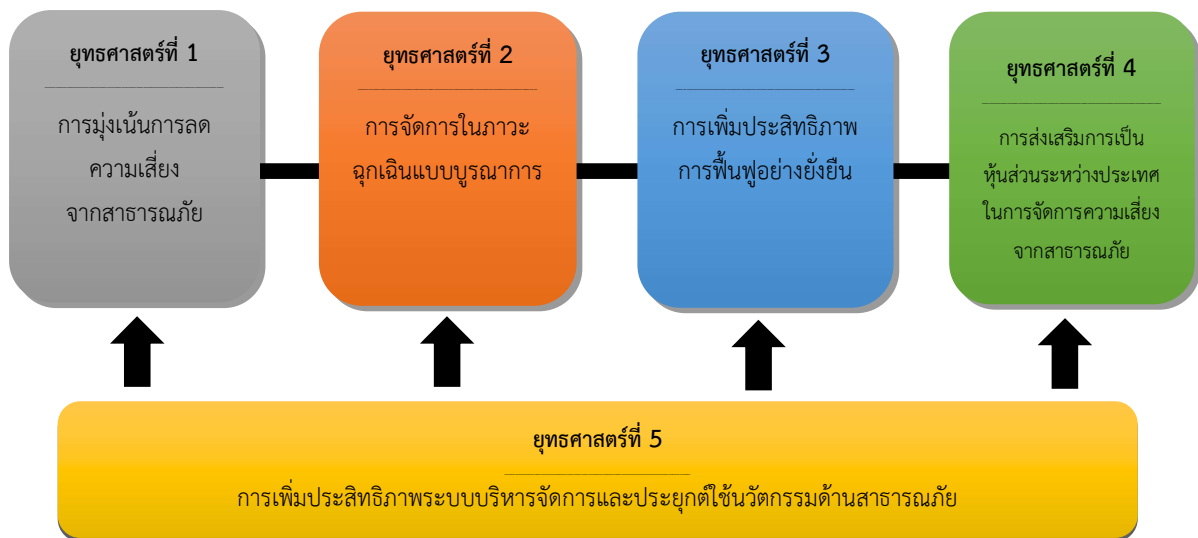 ยุทธศาสตร์ที่ 1
การมุ่งเน้นการลด
ความเสี่ยง
จากสาธารณภัย
ยุทธศาสตร์ที่ 2
การจัดการในภาวะ
ฉุกเฉินแบบบูรณาการ
ยุทธศาสตร์ที่ 3
การเพิ่มประสิทธิภาพ
การฟื้นฟูอย่างยั่งยืน
ยุทธศาสตร์ที่ 4
การส่งเสริมการเป็น
หุ้นส่วนระหว่างประเทศ
ในการจัดการความเสี่ยง
จากสาธารณภัย
ยุทธศาสตร์ที่ 5
การเพิ่มประสิทธิภาพระบบบริหารจัดการและประยุกต์ใช้นวัตกรรมด้านสาธารณภัย